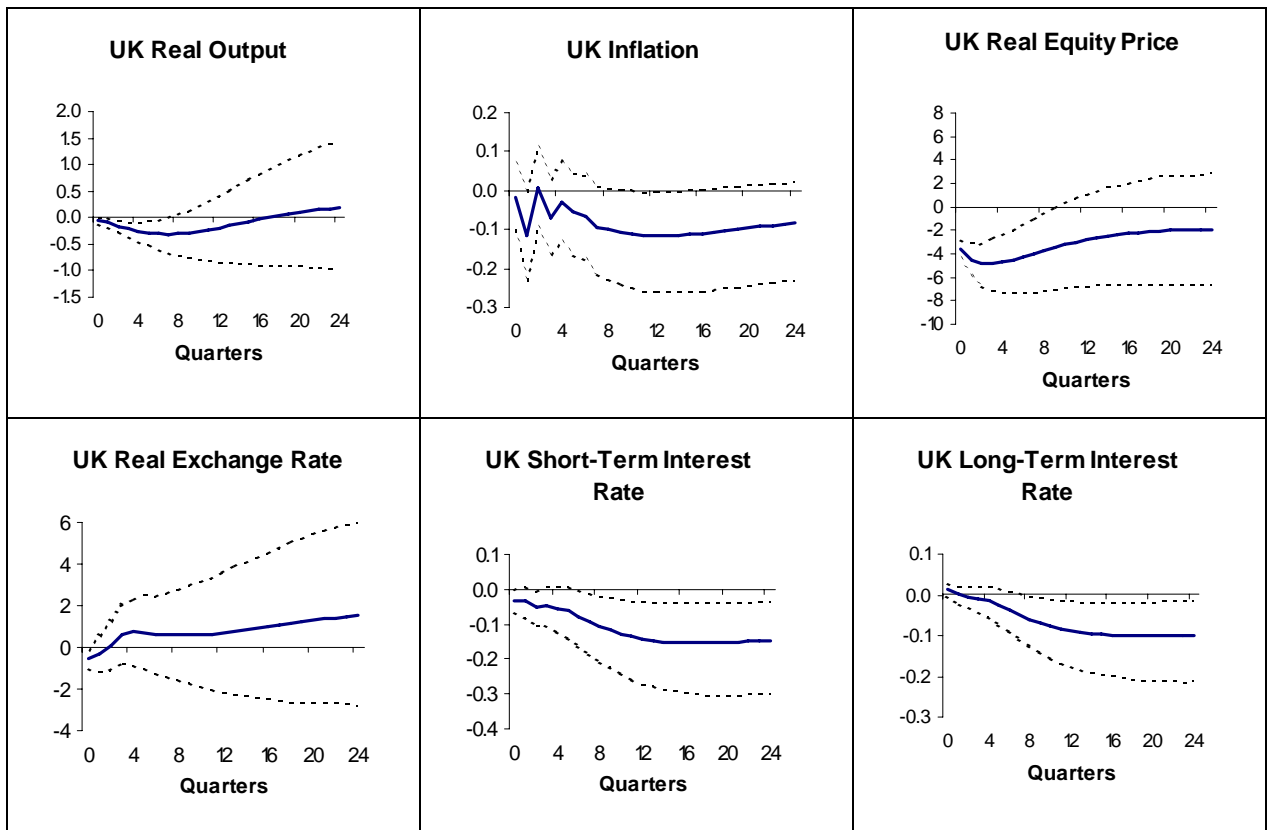 UK Real Output
2.0
1.5
1.0
0.5
0.0
-0.5
-1.0
-1.5
0 4 8 12 16 20 24
Quarters
UK Inflation
0.2
0.1
0.0
-0.1
-0.2
-0.3
0 4 8 12 16 20 24
Quarters
UK Real Equity Price
8
6
4
2
0
-2
-4
-6
-8
-10
0 4 8 12 16 20 24
Quarters
UK Real Exchange Rate
6
4
2
0
-2
-4
0 4 8 12 16 20 24
Quarters
UK Short-Term Interest
Rate
0.1
0.0
-0.1
-0.2
-0.3
-0.4
0 4 8 12 16 20 24
Quarters
UK Long-Term Interest
Rate
0.1
0.0
-0.1
-0.2
-0.3
0 4 8 12 16 20 24
Quarters